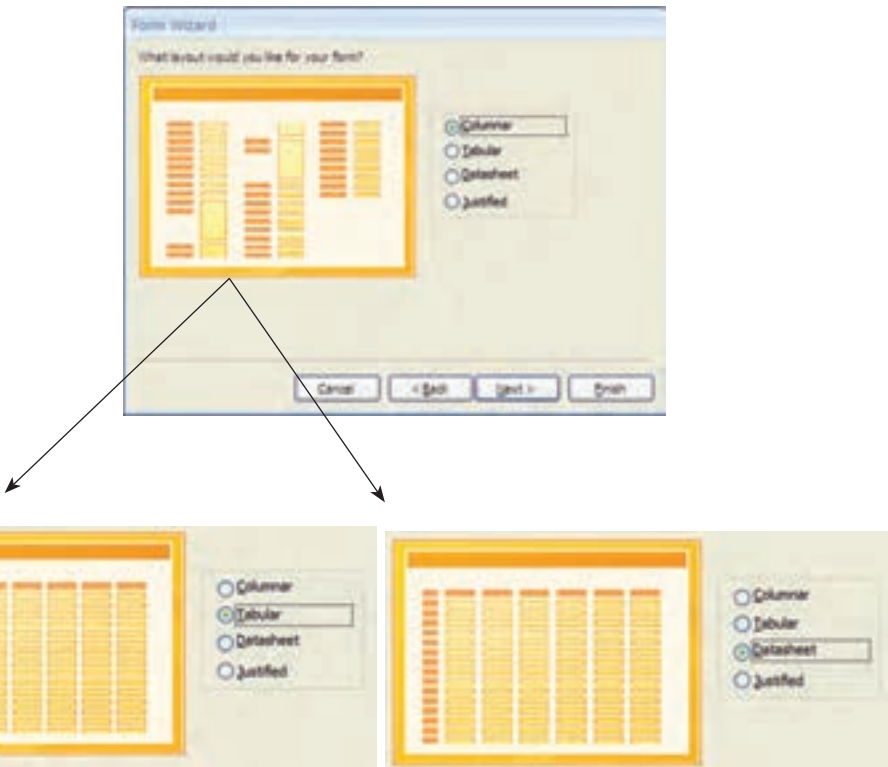 Form Wizard
What layout would you like for your form?
Columnar
Tabular
Datasheet
Justified
Cancel
< Back
Next >
Finish
Columnar
Tabular
Datasheet
Justified
Columnar
Tabular
Datasheet
Justified